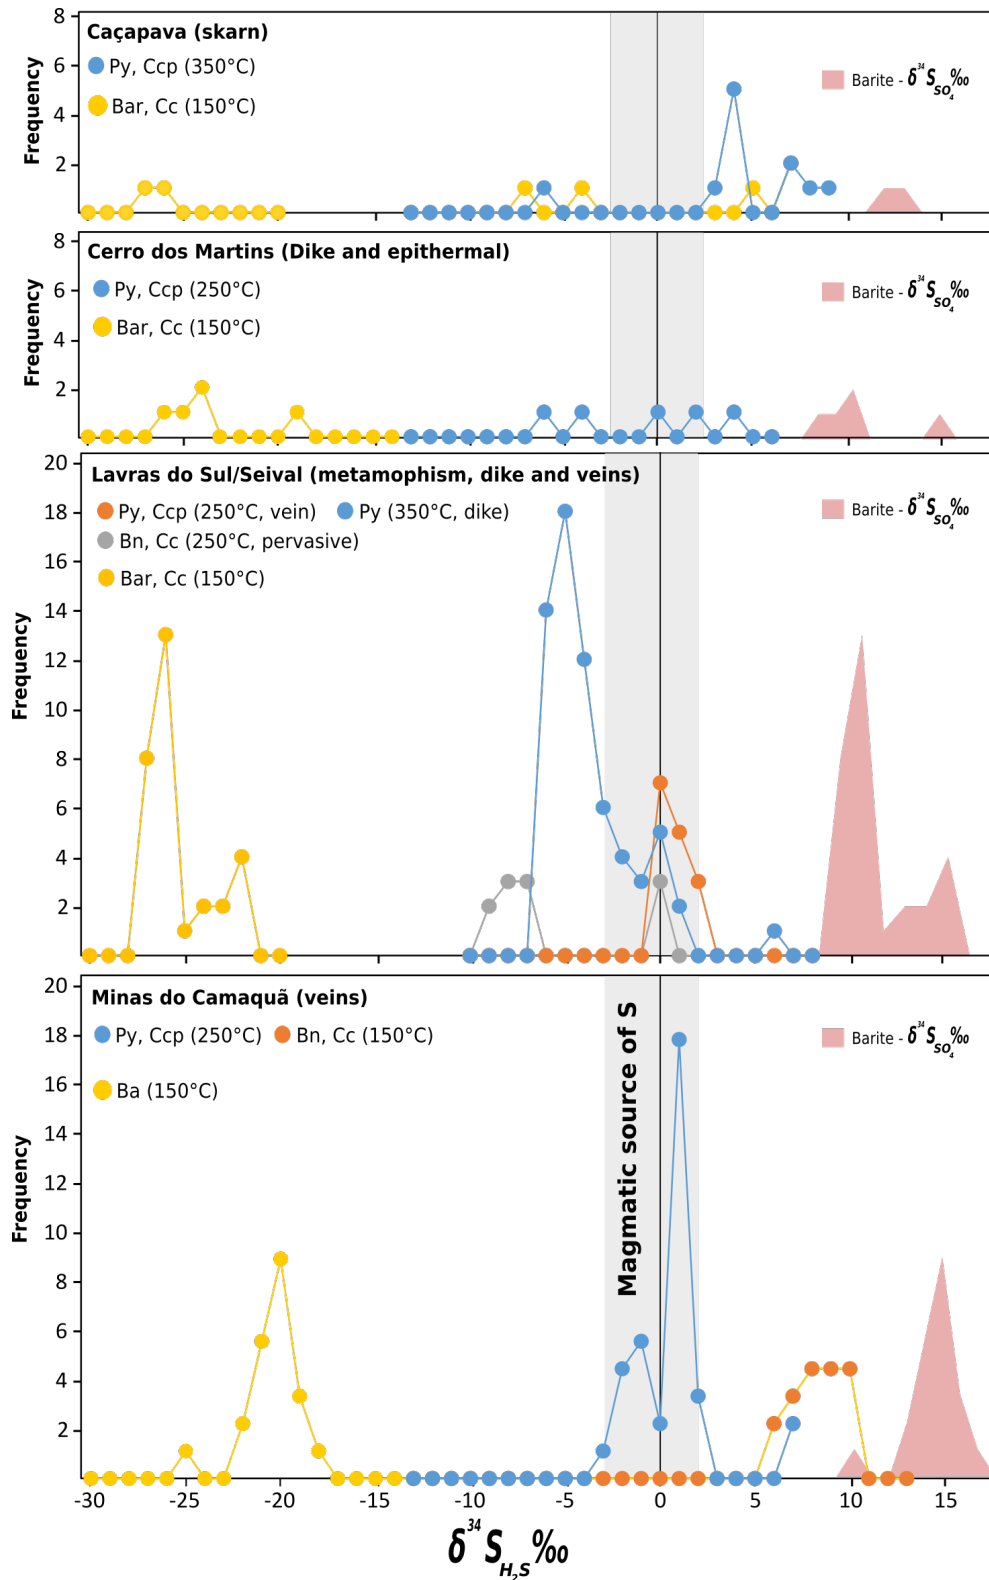 Caçapava (skarn)
Py, Ccp (350°C)
Bar, Cc (150°C)
Barite - δ³⁴S_SO₄‰
Frequency
8
6
4
2
Cerro dos Martins (Dike and epithermal)
Py, Ccp (250°C)
Bar, Cc (150°C)
Barite - δ³⁴S_SO₄‰
Frequency
8
6
4
2
Lavras do Sul/Seival (metamophism, dike and veins)
Py, Ccp (250°C, vein) Py (350°C, dike)
Bn, Cc (250°C, pervasive)
Bar, Cc (150°C)
Barite - δ³⁴S_SO₄‰
Frequency
20
18
16
14
12
10
8
6
4
2
Minas do Camaquã (veins)
Py, Ccp (250°C) Bn, Cc (150°C)
Ba (150°C)
Barite - δ³⁴S_SO₄‰
Magmatic source of S
Frequency
20
18
16
14
12
10
8
6
4
2
-30 -25 -20 -15 -10 -5 0 5 10 15
δ³⁴S_H₂S‰